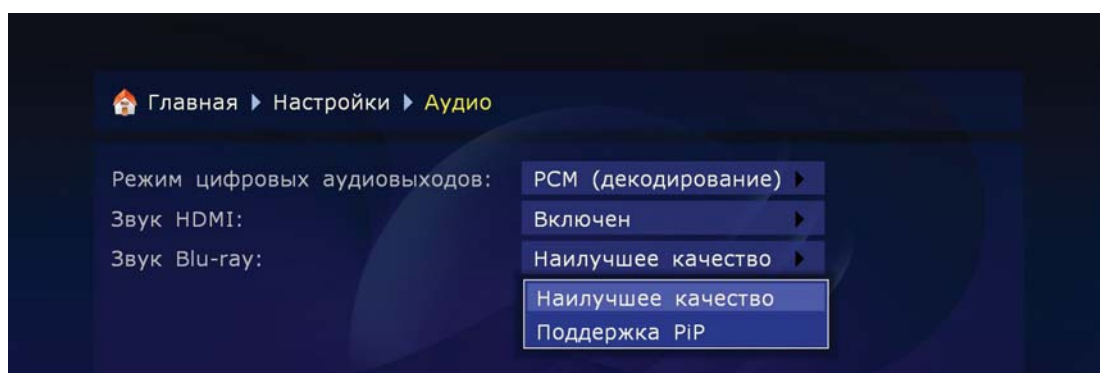 Главная Настройки Аудио
Режим цифровых аудиовыходов: PCM (декодирование)
Звук HDMI: Включен
Звук Blu-ray: Наилучшее качество
Наилучшее качество
Поддержка PiP